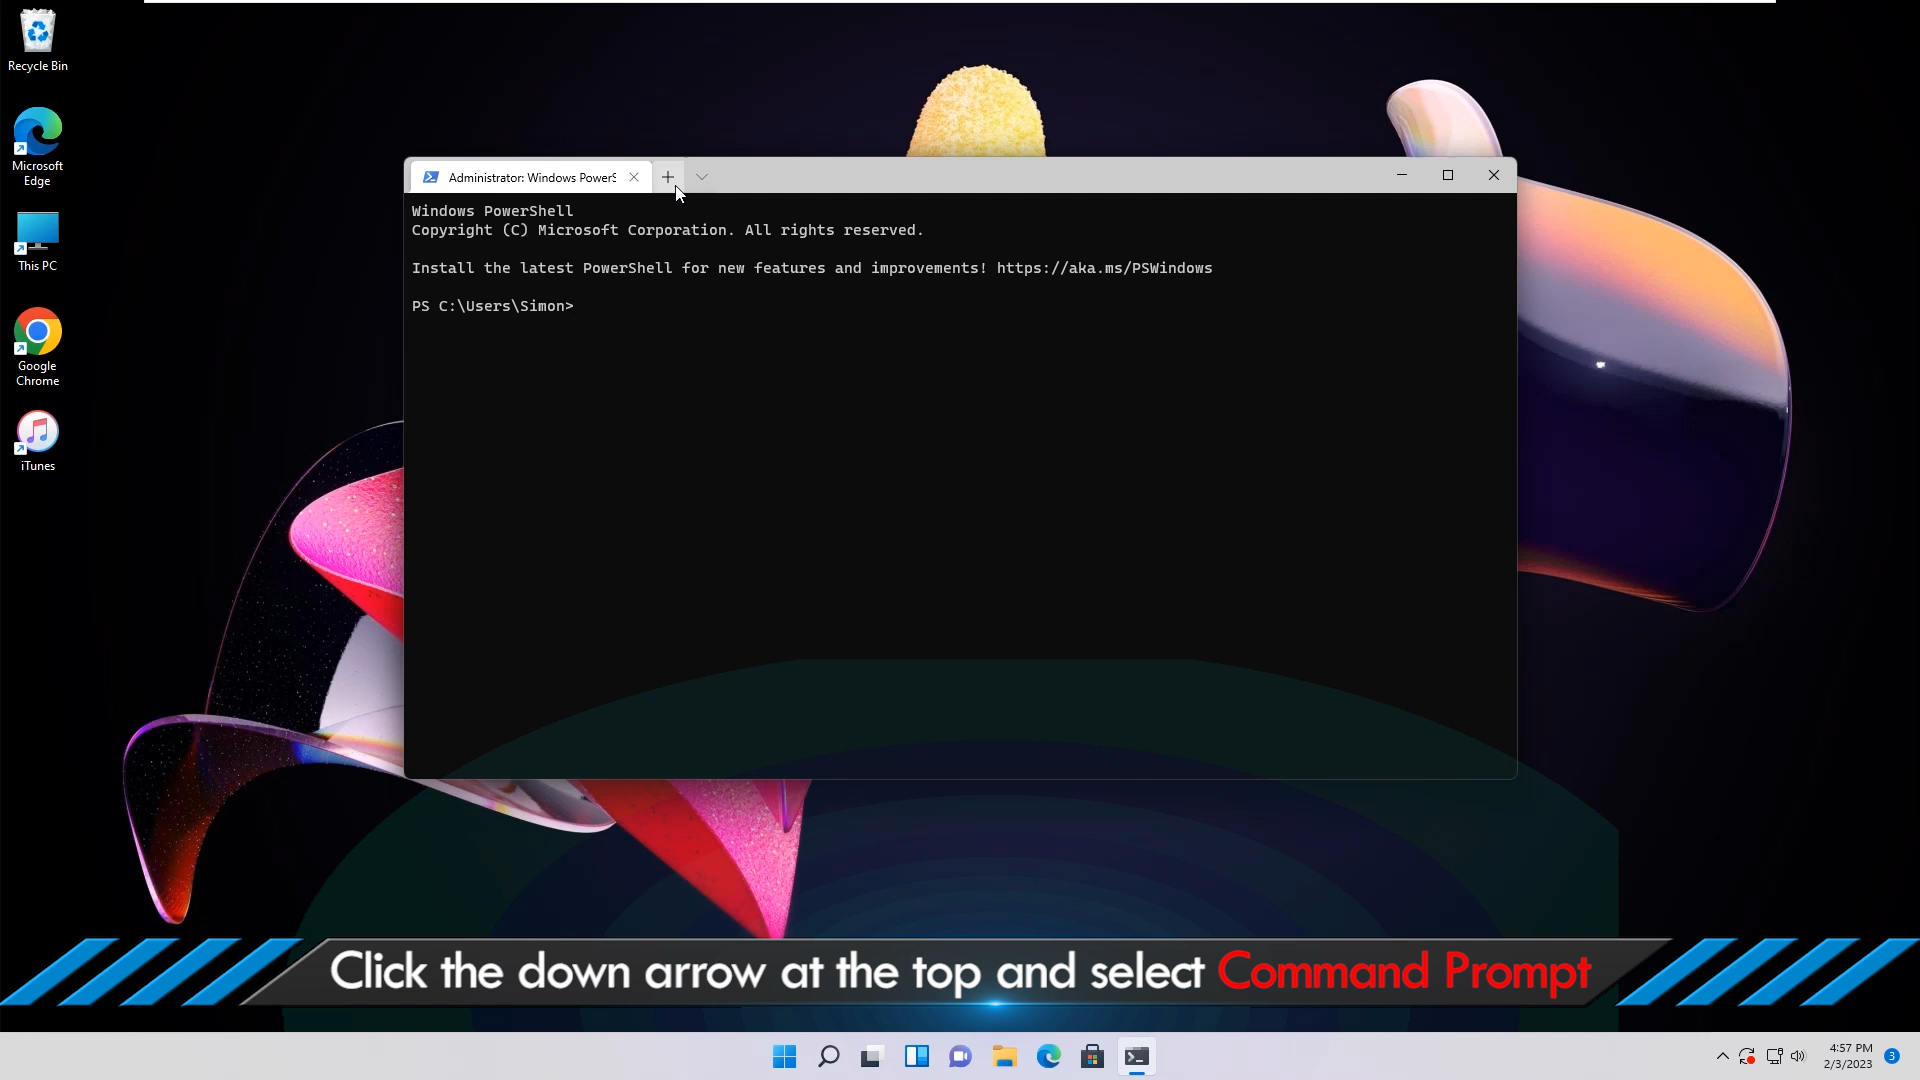 Recycle Bin
Microsoft
Edge
This PC
Google
Chrome
iTunes
Administrator: Windows PowerS
Windows PowerShell
Copyright (C) Microsoft Corporation. All rights reserved.
Install the latest PowerShell for new features and improvements! https://aka.ms/PSWindows
PS C:\Users\Simon>
Click the down arrow at the top and select Command Prompt
4:57 PM
2/3/2023
3